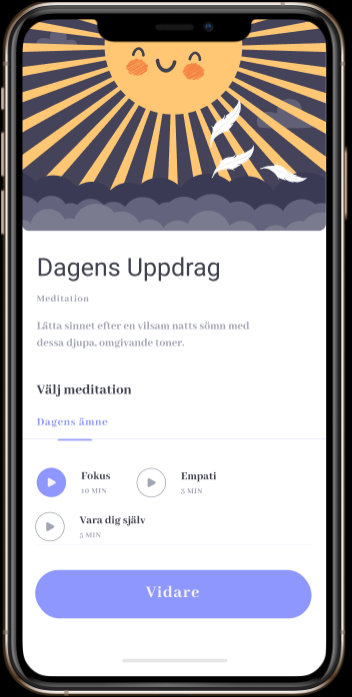 Dagens Uppdrag
Meditation
Lätta sinnet efter en vilsam natts sömn med
dessa djupa, omgivande toner.
Välj meditation
Dagens ämne
Fokus
10 MIN
Empati
5 MIN
Vara dig själv
5 MIN
Vidare